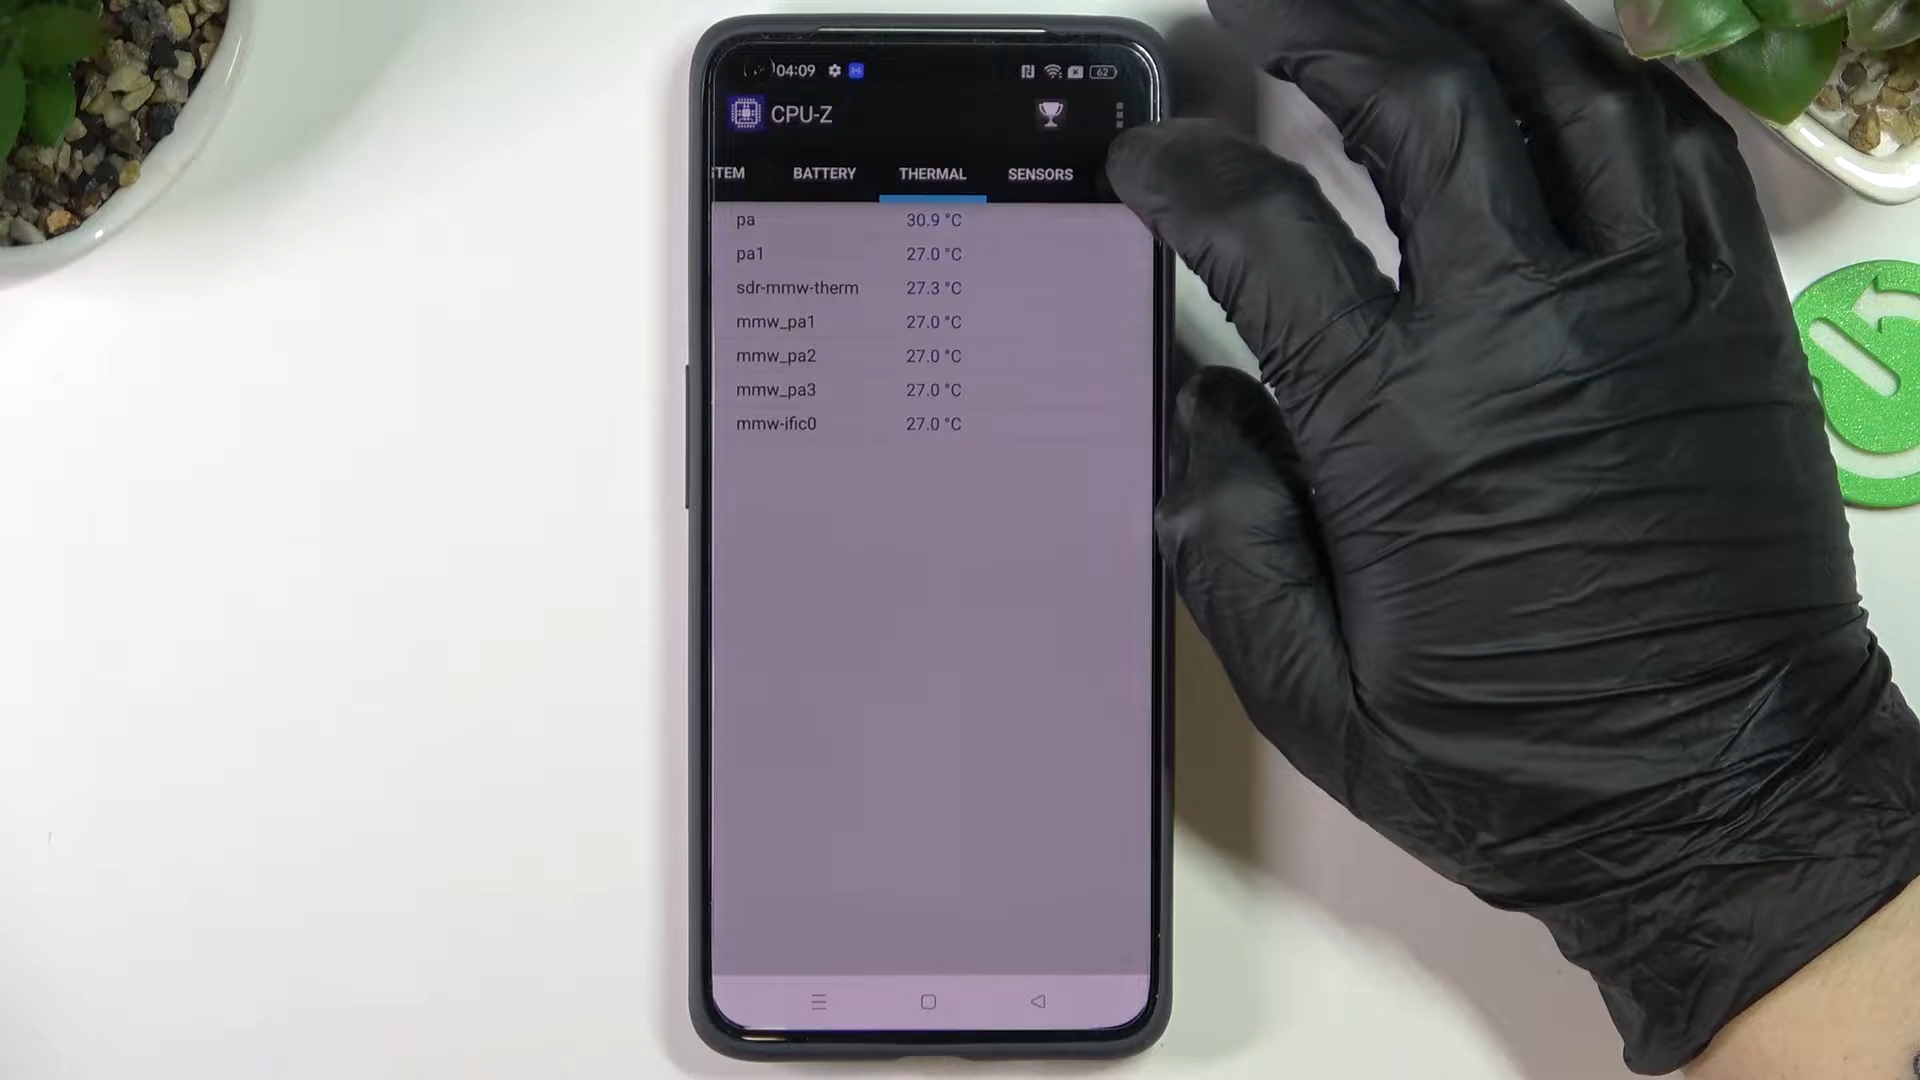 04:09 62
CPU-Z
TEM BATTERY THERMAL SENSORS
pa 30.9 °C
pa1 27.0 °C
sdr-mmw-therm 27.3 °C
mmw_pa1 27.0 °C
mmw_pa2 27.0 °C
mmw_pa3 27.0 °C
mmw-ific0 27.0 °C